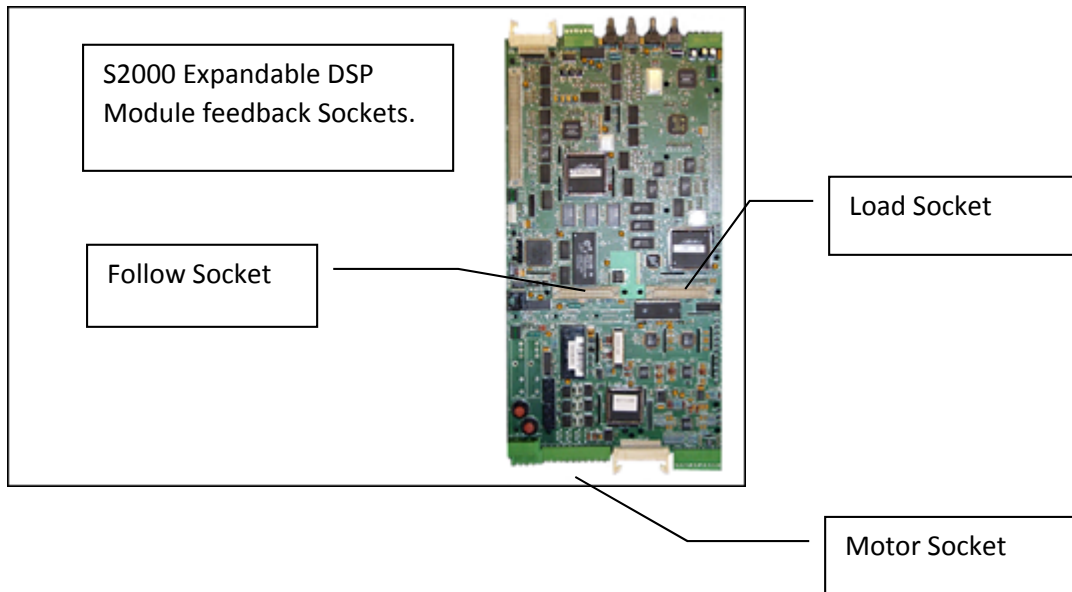 S2000 Expandable DSP
Module feedback Sockets.
Load Socket
Follow Socket
Motor Socket